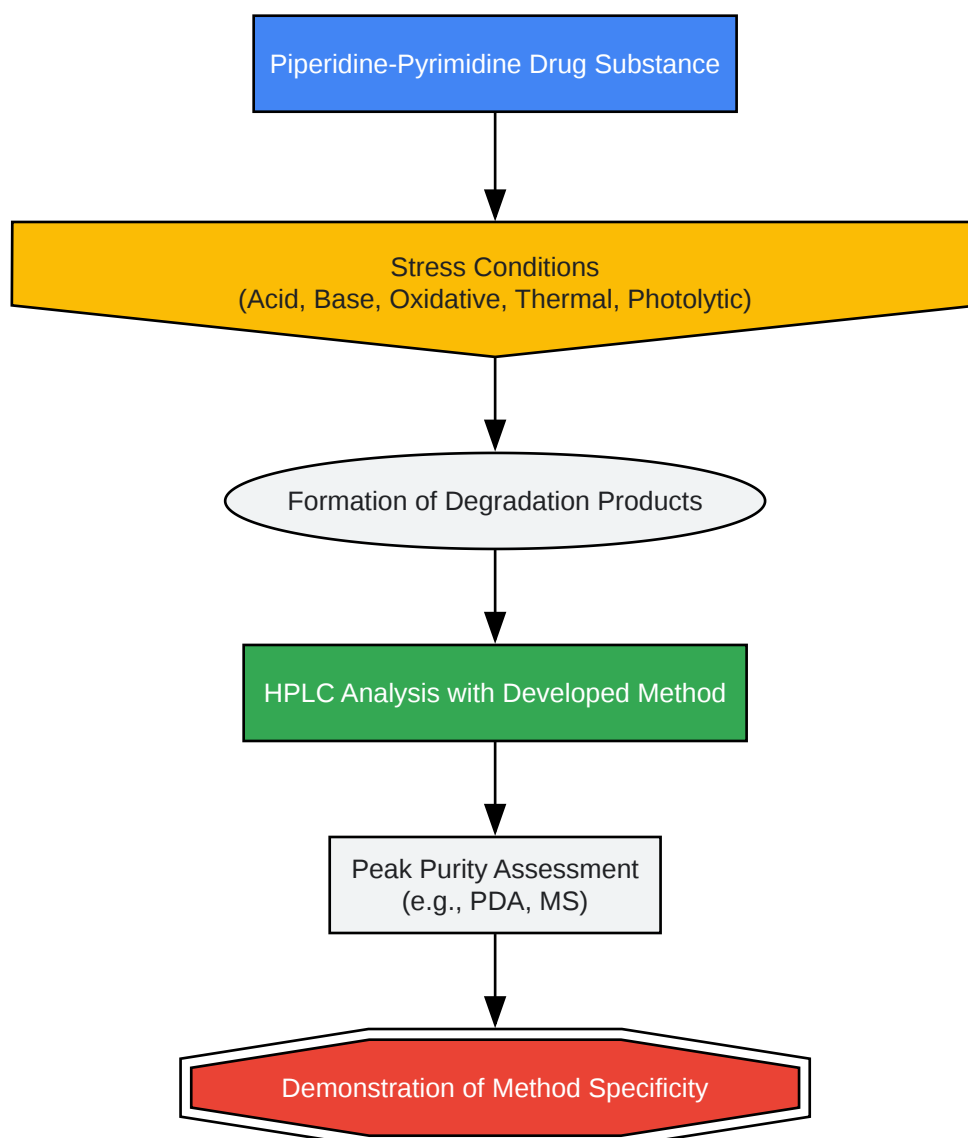 Piperidine-Pyrimidine Drug Substance
Stress Conditions
(Acid, Base, Oxidative, Thermal, Photolytic)
Formation of Degradation Products
HPLC Analysis with Developed Method
Peak Purity Assessment
(e.g., PDA, MS)
Demonstration of Method Specificity